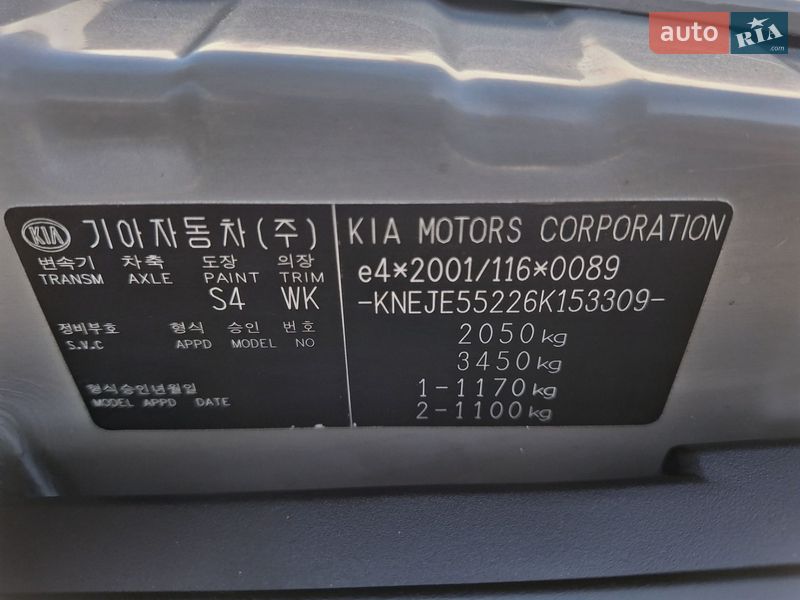 auto RIA.com
KIA 기아자동차(주)
변속기 차축 도장 의장
TRANSM AXLE PAINT TRIM
S4 WK
정비부호 형식 승인 번호
S.V.C APPD MODEL NO
형식승인년월일
MODEL APPD DATE
KIA MOTORS CORPORATION
e4*2001/116*0089
-KNEJE55226K153309-
2050kg
3450kg
1-1170kg
2-1100kg